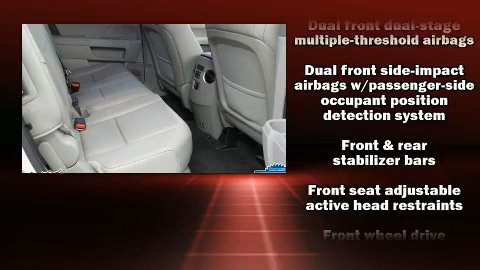 Dual front dual-stage
multiple-threshold airbags
Dual front side-impact
airbags w/passenger-side
occupant position
detection system
Front & rear
stabilizer bars
Front seat adjustable
active head restraints
Front wheel drive